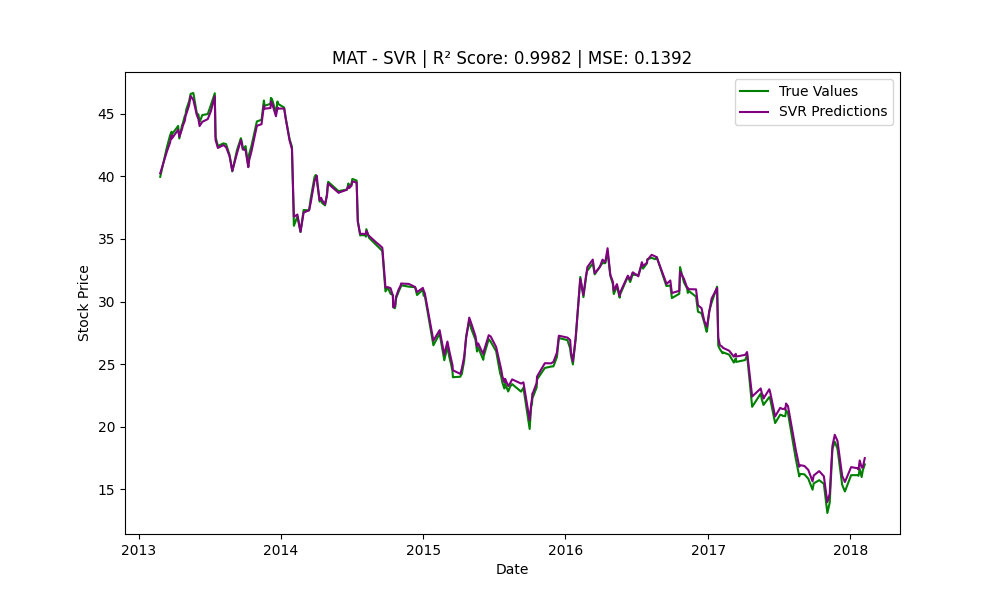 MAT - SVR | R² Score: 0.9982 | MSE: 0.1392
True Values
SVR Predictions
Stock Price
45
40
35
30
25
20
15
2013
2014
2015
2016
2017
2018
Date